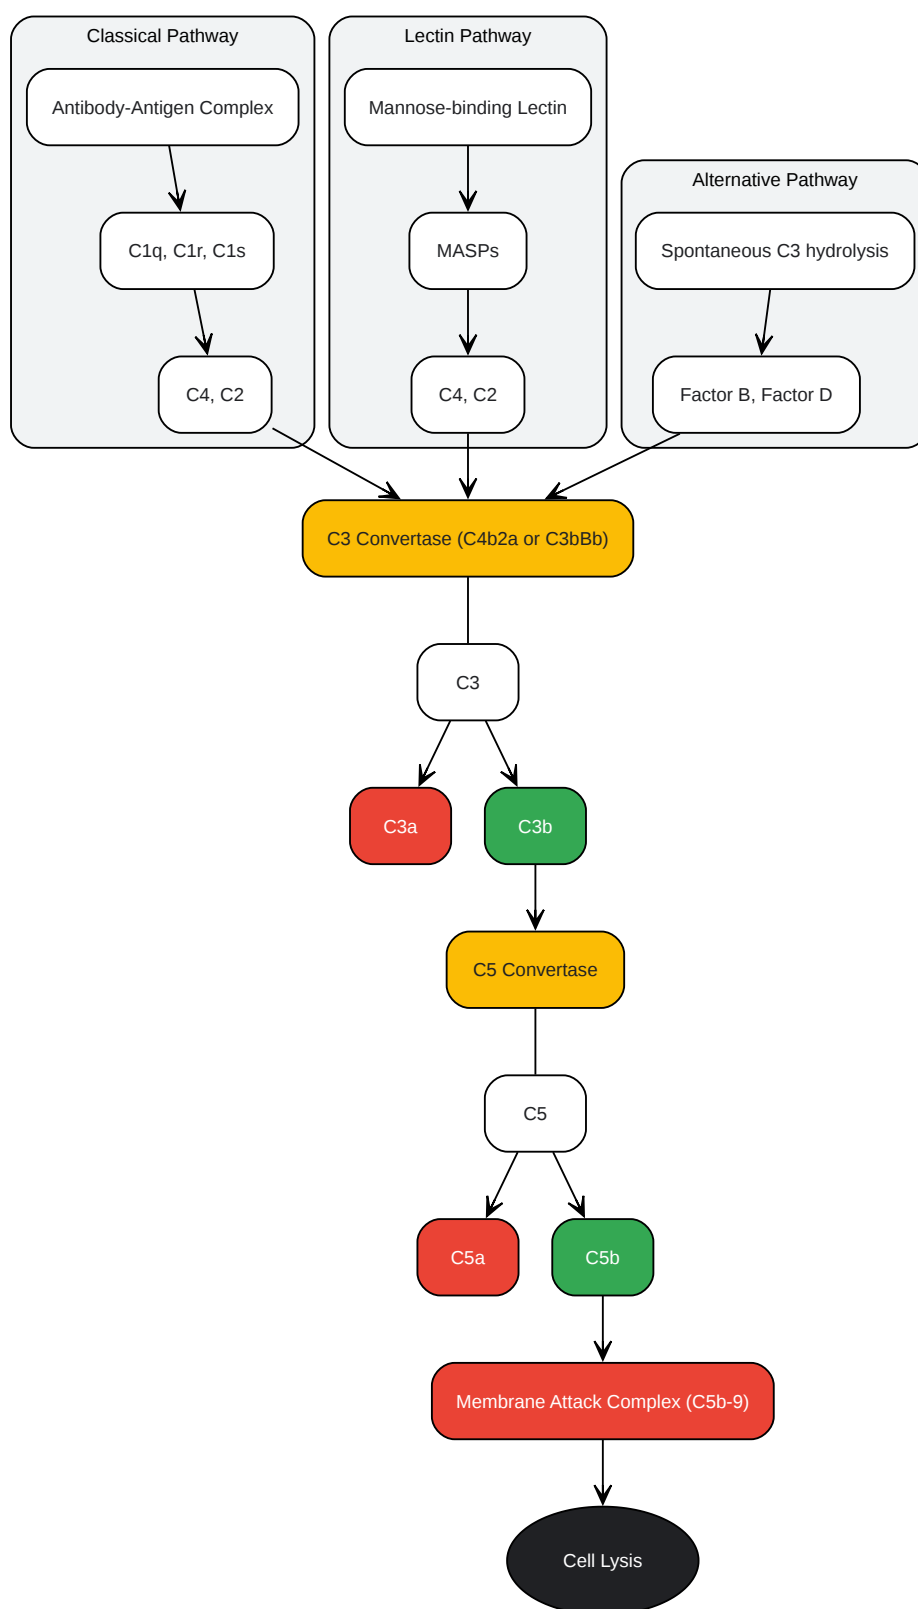 Classical Pathway
Antibody-Antigen Complex
C1q, C1r, C1s
C4, C2
Lectin Pathway
Mannose-binding Lectin
MASPs
C4, C2
Alternative Pathway
Spontaneous C3 hydrolysis
Factor B, Factor D
C3 Convertase (C4b2a or C3bBb)
C3
C3a
C3b
C5 Convertase
C5
C5a
C5b
Membrane Attack Complex (C5b-9)
Cell Lysis